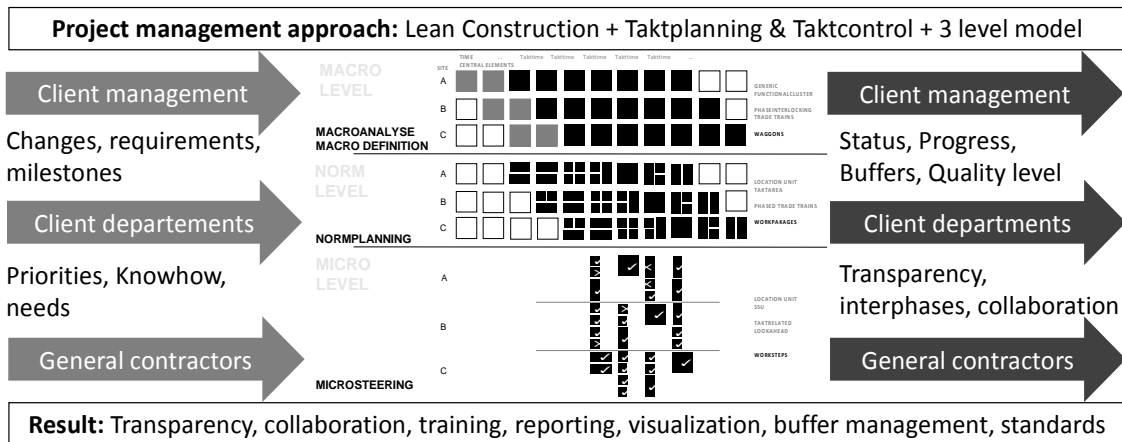 Project management approach: Lean Construction + Taktplanning & Taktcontrol + 3 level model
Client management
Changes, requirements,
milestones
Client departements
Priorities, Knowhow,
needs
General contractors
MACRO
LEVEL
MACROANALYSE
MACRO DEFINITION
TIME ... Takttime Takttime Takttime Takttime Takttime ...
CENTRAL ELEMENTS
SITE
A
B
C
GENERIC
FUNCTIONALCLUSTER
PHASEINTERLOCKING
TRADE TRAINS
WAGGONS
NORM
LEVEL
NORMPLANNING
A
B
C
LOCATION UNIT
TAKTAREA
PHASED TRADE TRAINS
WORKPAKAGES
MICRO
LEVEL
MICROSTEERING
A
B
C
LOCATION UNIT
SSU
TAKTRELATED
LOOKAHEAD
WORKSTEPS
Client management
Status, Progress,
Buffers, Quality level
Client departments
Transparency,
interphases, collaboration
General contractors
Result: Transparency, collaboration, training, reporting, visualization, buffer management, standards